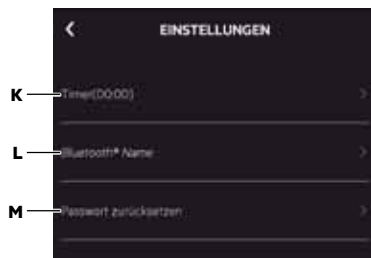 EINSTELLUNGEN
K Timer(00:00)
L Bluetooth® Name
M Passwort zurücksetzen